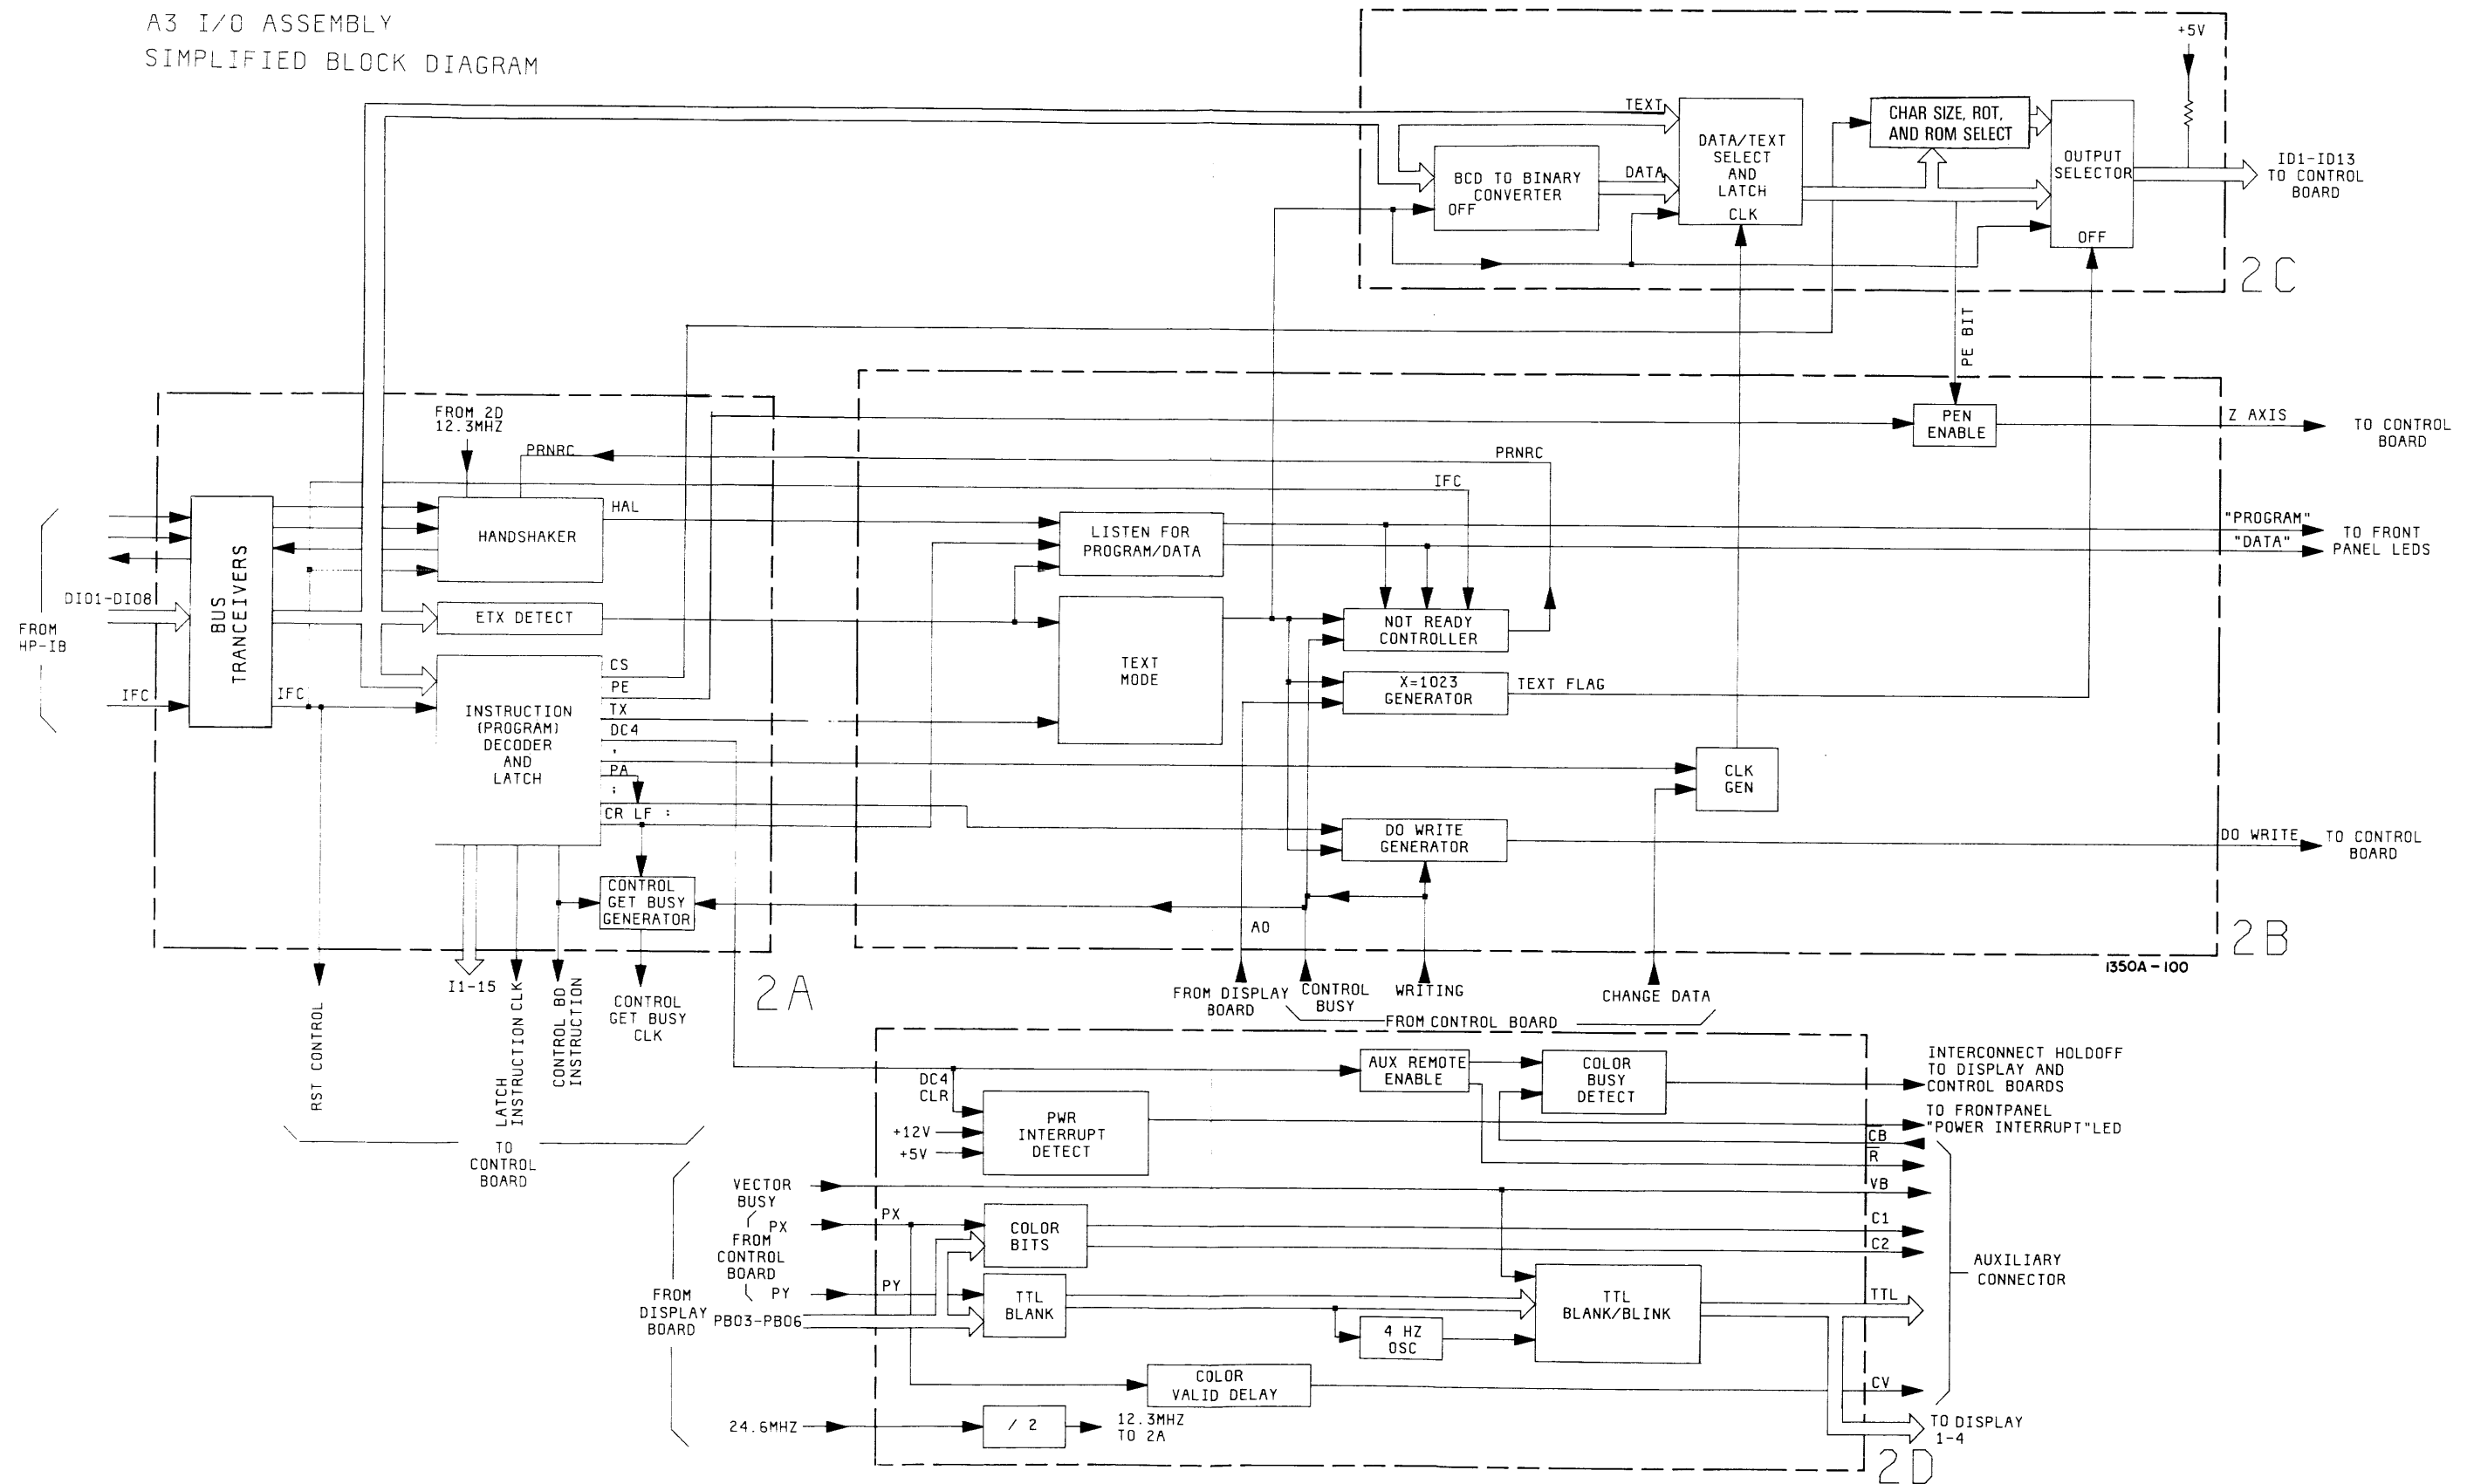 A3 I/O ASSEMBLY
SIMPLIFIED BLOCK DIAGRAM
+5V
TEXT
DATA/TEXT
SELECT
AND
LATCH
CLK
CHAR SIZE, ROT,
AND ROM SELECT
OUTPUT
SELECTOR
OFF
BCD TO BINARY
CONVERTER
OFF
DATA
ID1-ID13
TO CONTROL
BOARD
2C
PE BIT
FROM 2D
12.3MHZ
PRNRC
PRNRC
IFC
PEN
ENABLE
Z AXIS
TO CONTROL
BOARD
HANDSHAKER
HAL
LISTEN FOR
PROGRAM/DATA
"PROGRAM"
"DATA"
TO FRONT
PANEL LEDS
BUS
TRANCEIVERS
DIO1-DIO8
FROM
HP-IB
IFC
IFC
ETX DETECT
TEXT
MODE
NOT READY
CONTROLLER
X=1023
GENERATOR
TEXT FLAG
INSTRUCTION
(PROGRAM)
DECODER
AND
LATCH
CS
PE
TX
DC4
,
PA
;
CR LF :
CLK
GEN
DO WRITE
GENERATOR
DO WRITE
TO CONTROL
BOARD
CONTROL
GET BUSY
GENERATOR
A0
2B
1350A-100
2A
RST CONTROL
I1-15
LATCH
INSTRUCTION CLK
CONTROL BD
INSTRUCTION
CONTROL
GET BUSY
CLK
TO
CONTROL
BOARD
FROM DISPLAY
BOARD
CONTROL
BUSY
WRITING
CHANGE DATA
FROM CONTROL BOARD
DC4
CLR
+12V
+5V
PWR
INTERRUPT
DETECT
AUX REMOTE
ENABLE
COLOR
BUSY
DETECT
INTERCONNECT HOLDOFF
TO DISPLAY AND
CONTROL BOARDS
TO FRONTPANEL
"POWER INTERRUPT"LED
CB
R
VECTOR
BUSY
VB
PX
FROM
CONTROL
BOARD
PY
PX
PY
COLOR
BITS
C1
C2
TTL
BLANK
TTL
BLANK/BLINK
TTL
4 HZ
OSC
AUXILIARY
CONNECTOR
FROM
DISPLAY
BOARD
PB03-PB06
COLOR
VALID DELAY
CV
24.6MHZ
/ 2
12.3MHZ
TO 2A
TO DISPLAY
1-4
2D